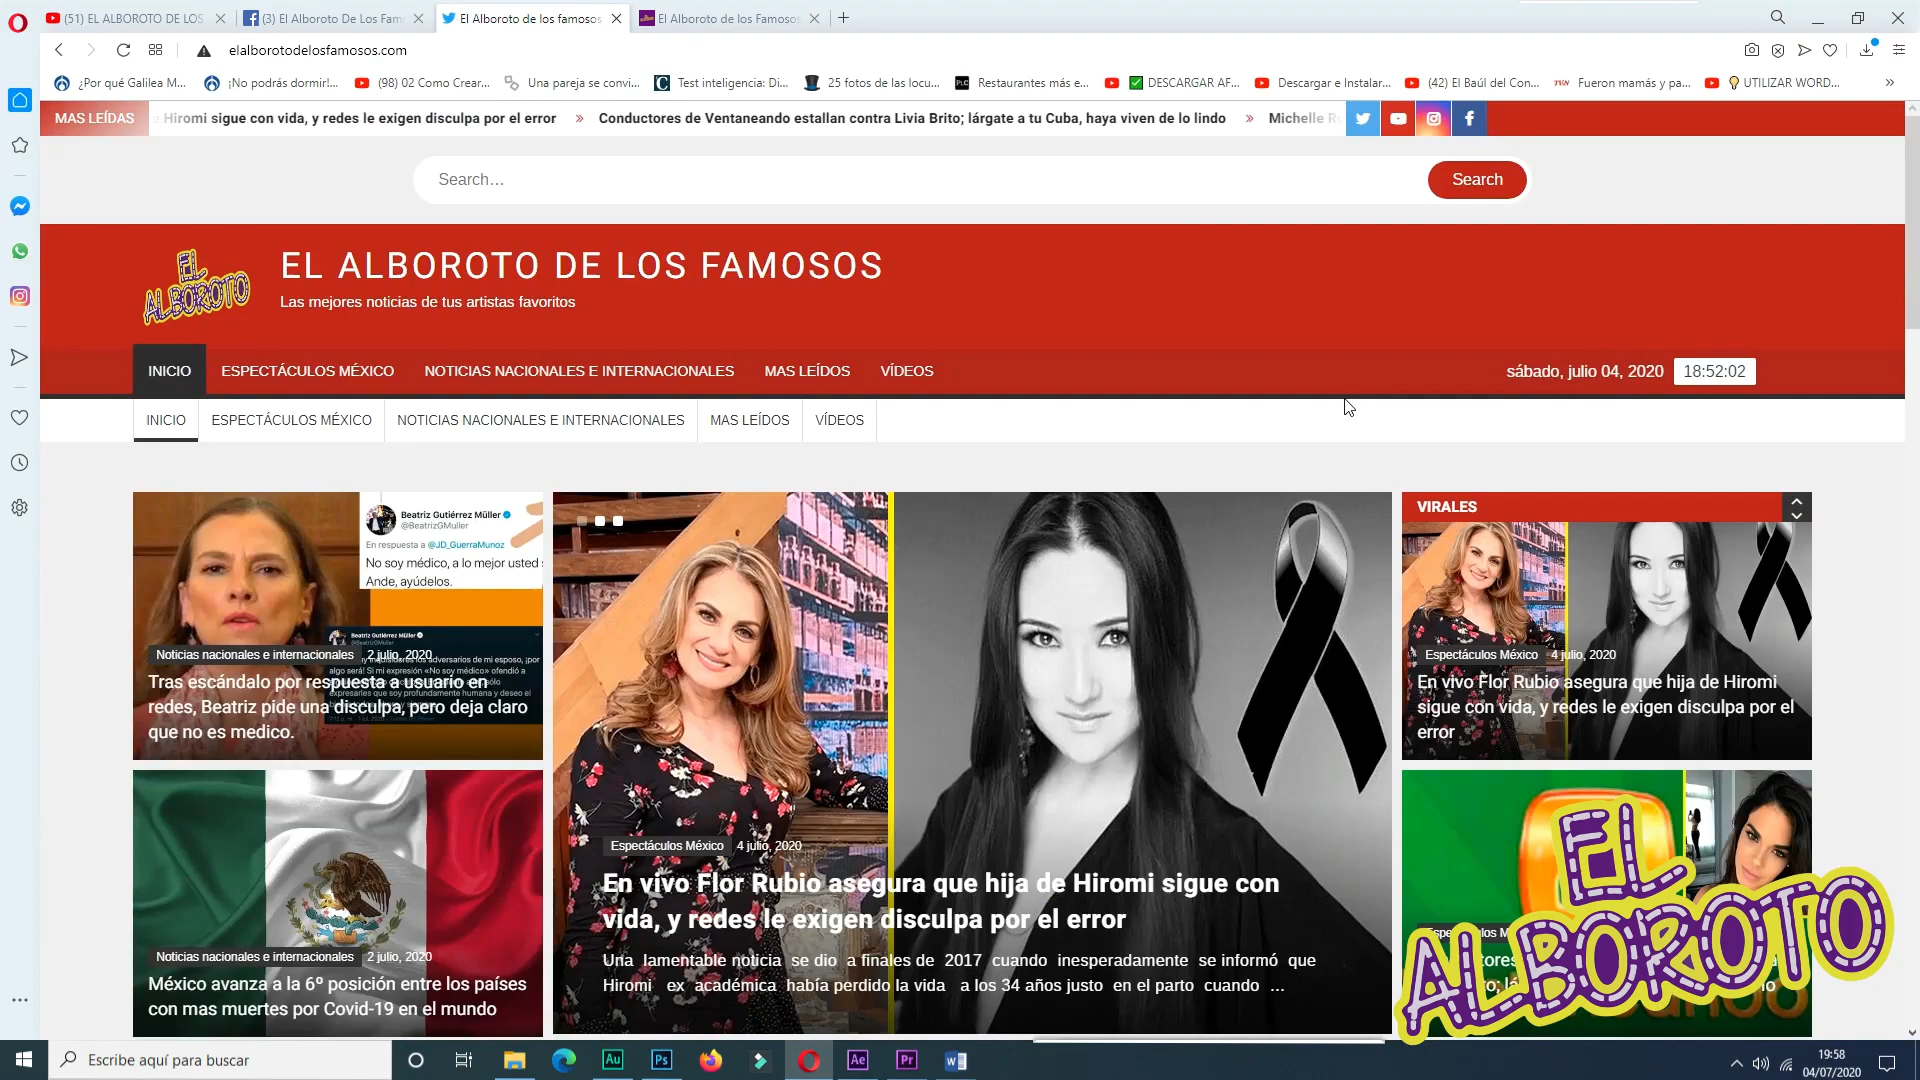 (51) EL ALBOROTO DE LOS
(3) El Alboroto De Los Fam
El Alboroto de los famosos
El Alboroto de los Famosos
elalborotodelosfamosos.com
¿Por qué Galilea M...
¡No podrás dormir!...
(98) 02 Como Crear...
Una pareja se convi...
Test inteligencia: Di...
25 fotos de las locu...
Restaurantes más e...
DESCARGAR AF...
Descargar e Instalar...
(42) El Baúl del Con...
TVN
Fueron mamás y pa...
UTILIZAR WORD...
MAS LEÍDAS
Hiromi sigue con vida, y redes le exigen disculpa por el error
» Conductores de Ventaneando estallan contra Livia Brito; lárgate a tu Cuba, haya viven de lo lindo
» Michelle
Search...
Search
EL ALBOROTO
EL ALBOROTO DE LOS FAMOSOS
Las mejores noticias de tus artistas favoritos
INICIO ESPECTÁCULOS MÉXICO NOTICIAS NACIONALES E INTERNACIONALES MAS LEÍDOS VÍDEOS
sábado, julio 04, 2020 18:52:02
INICIO ESPECTÁCULOS MÉXICO NOTICIAS NACIONALES E INTERNACIONALES MAS LEÍDOS VÍDEOS
Beatriz Gutiérrez Müller
@BeatrizGMuller
En respuesta a @JD_GuerraMunoz
No soy médico, a lo mejor usted
Ande, ayúdelos.
Beatriz Gutiérrez Müller
Noticias nacionales e internacionales 2 julio, 2020
Tras escándalo por respuesta a usuario en
redes, Beatriz pide una disculpa, pero deja claro
que no es medico.
Noticias nacionales e internacionales 2 julio, 2020
México avanza a la 6º posición entre los países
con mas muertes por Covid-19 en el mundo
Espectáculos México 4 julio, 2020
En vivo Flor Rubio asegura que hija de Hiromi sigue con
vida, y redes le exigen disculpa por el error
Una lamentable noticia se dio a finales de 2017 cuando inesperadamente se informó que
Hiromi ex académica había perdido la vida a los 34 años justo en el parto cuando ...
VIRALES
Espectáculos México 4 julio, 2020
En vivo Flor Rubio asegura que hija de Hiromi
sigue con vida, y redes le exigen disculpa por el
error
EL
ALBOROTO
Escribe aquí para buscar
Au
Ps
Ae
Pr
19:58
04/07/2020